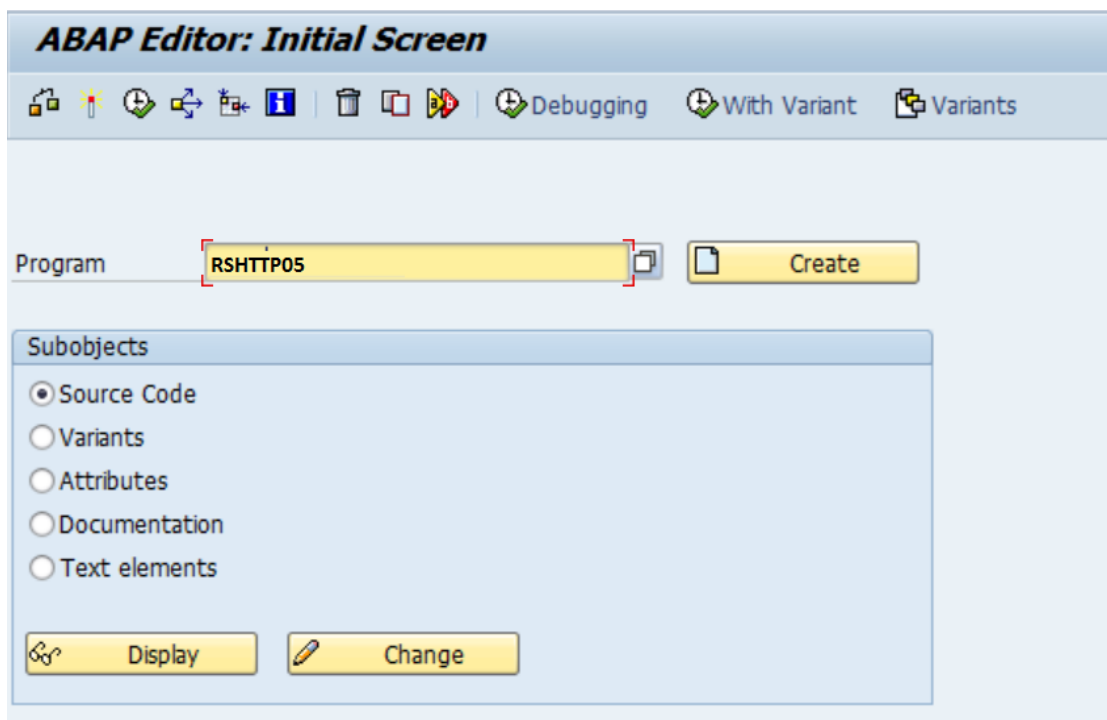 ABAP Editor: Initial Screen
Debugging With Variant Variants
Program RSHTTP05 Create
Subobjects
Source Code
Variants
Attributes
Documentation
Text elements
Display Change